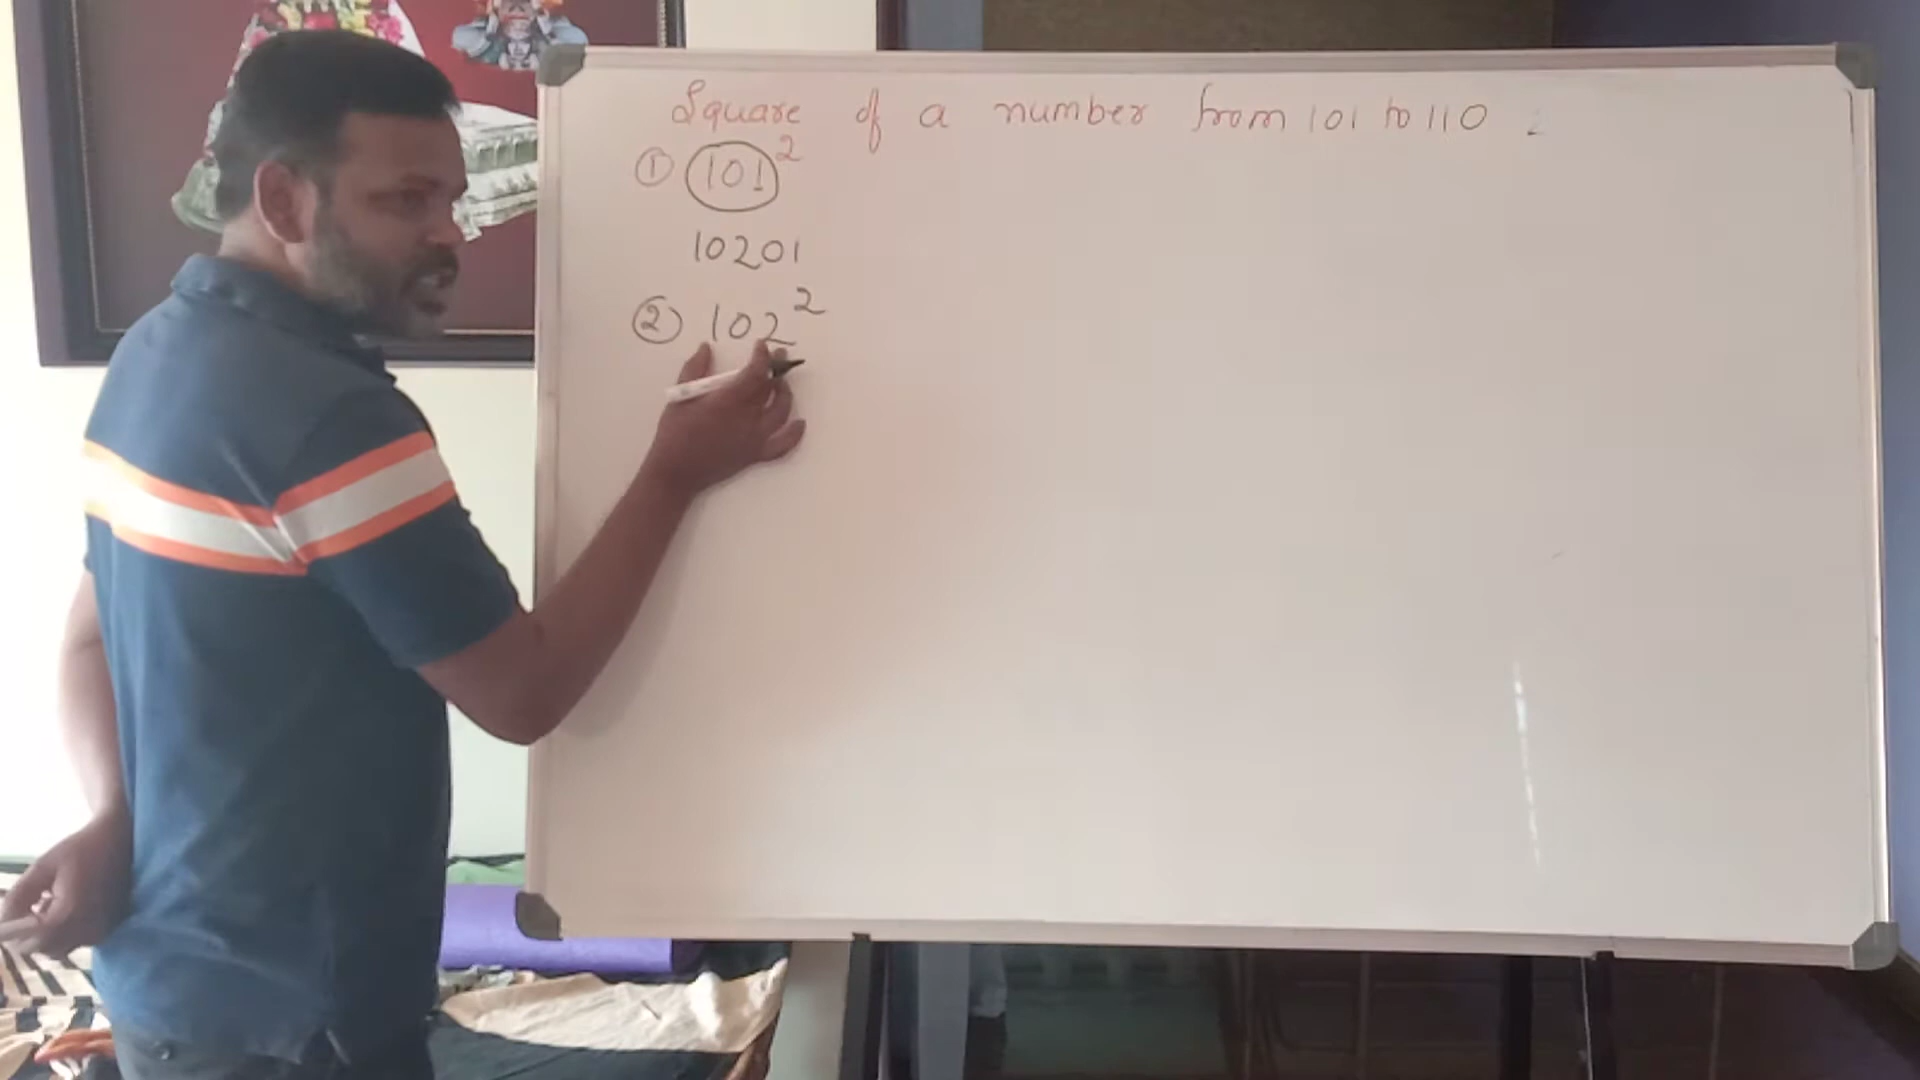 Square of a number from 101 to 110 :
① 101²
10201
② 102²